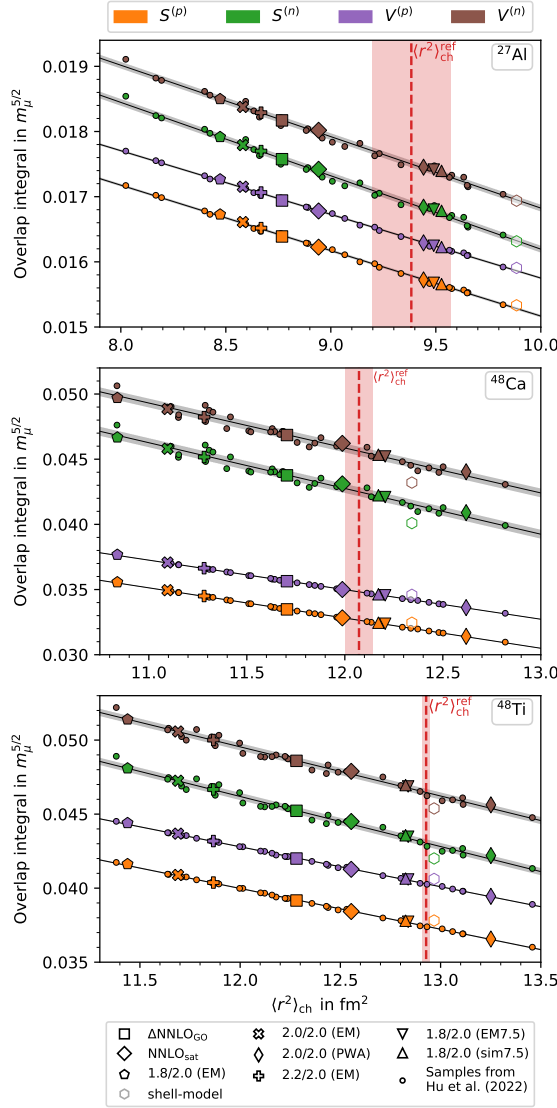 S^(p) S^(n) V^(p) V^(n)
⟨r²⟩_ch^ref
²⁷Al
0.019
0.018
0.017
0.016
0.015
Overlap integral in m_μ^5/2
8.0 8.5 9.0 9.5 10.0
⟨r²⟩_ch^ref
⁴⁸Ca
0.050
0.045
0.040
0.035
0.030
Overlap integral in m_μ^5/2
11.0 11.5 12.0 12.5 13.0
⟨r²⟩_ch^ref
⁴⁸Ti
0.050
0.045
0.040
0.035
Overlap integral in m_μ^5/2
11.5 12.0 12.5 13.0 13.5
⟨r²⟩_ch in fm²
ΔNNLO_GO
NNLO_sat
1.8/2.0 (EM)
shell-model
2.0/2.0 (EM)
2.0/2.0 (PWA)
2.2/2.0 (EM)
1.8/2.0 (EM7.5)
1.8/2.0 (sim7.5)
Samples from
Hu et al. (2022)